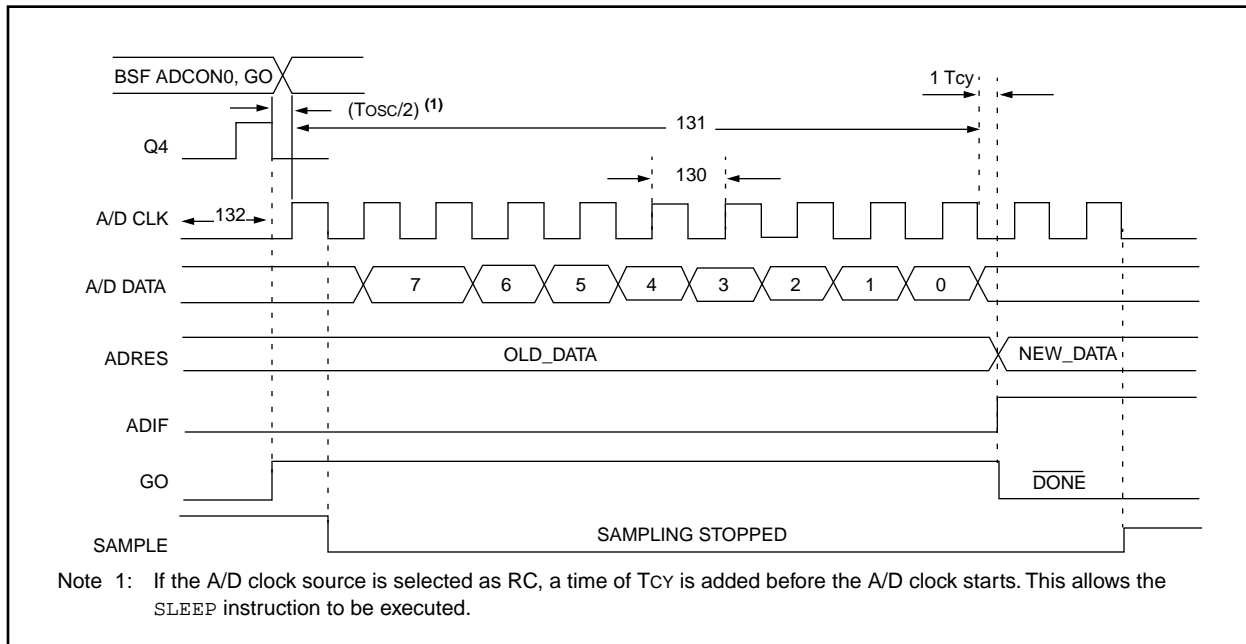 BSF ADCON0, GO
1 Tcy
(TOSC/2) (1)
131
Q4
130
A/D CLK
132
A/D DATA
7 6 5 4 3 2 1 0
ADRES
OLD_DATA
NEW_DATA
ADIF
GO
DONE
SAMPLE
SAMPLING STOPPED
Note 1: If the A/D clock source is selected as RC, a time of TCY is added before the A/D clock starts. This allows the
SLEEP instruction to be executed.